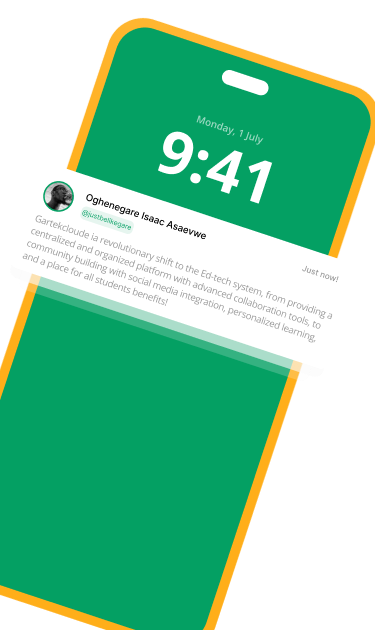 Monday, 1 July
9:41
Oghenegare Isaac Asaevwe
@justbelikegare
Just now!
Gartekcloude ia revolutionary shift to the Ed-tech system, from providing a
centralized and organized platform with advanced collaboration tools, to
community building with social media integration, personalized learning,
and a place for all students benefits!